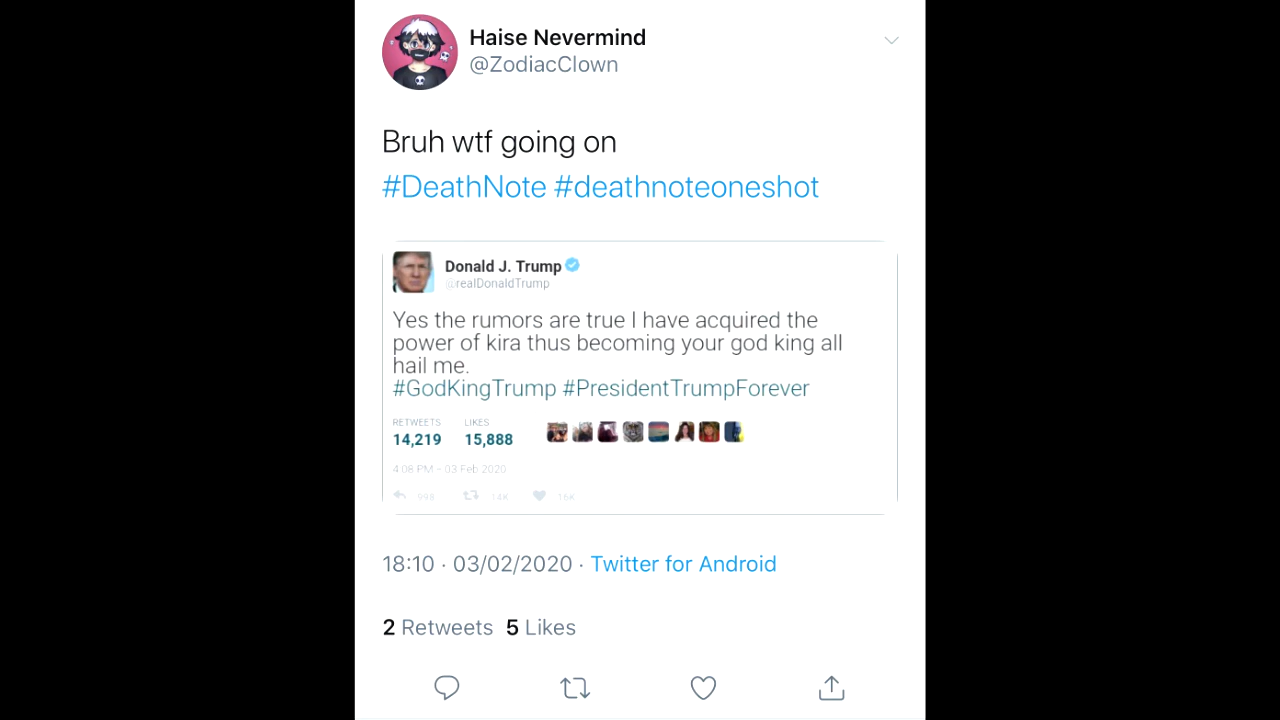 Haise Nevermind
@ZodiacClown
Bruh wtf going on
#DeathNote #deathnoteoneshot
Donald J. Trump
@realDonaldTrump
Yes the rumors are true I have acquired the
power of kira thus becoming your god king all
hail me.
#GodKingTrump #PresidentTrumpForever
RETWEETS LIKES
14,219 15,888
4:08 PM - 03 Feb 2020
998 14K 16K
18:10 · 03/02/2020 · Twitter for Android
2 Retweets 5 Likes